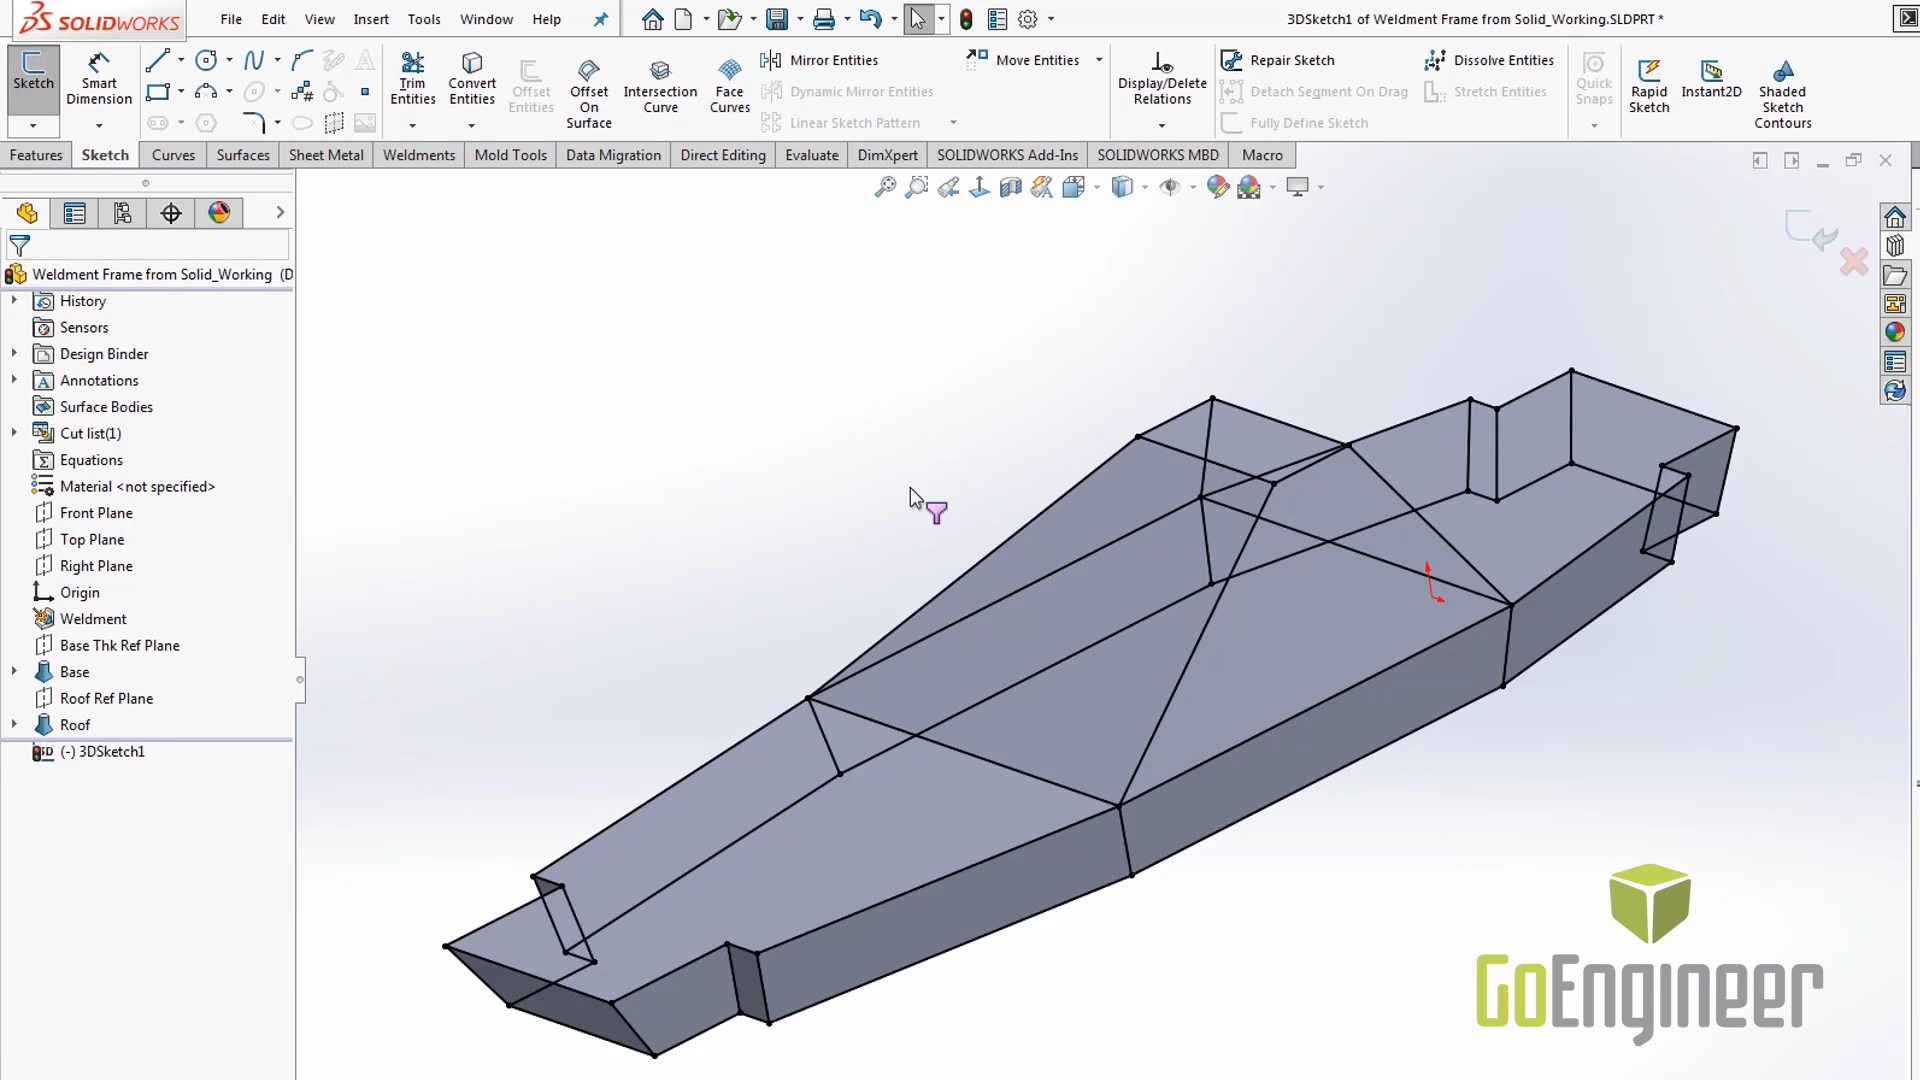 SOLIDWORKS File Edit View Insert Tools Window Help 3DSketch1 of Weldment Frame from Solid_Working.SLDPRT *
Sketch Smart Dimension Trim Entities Convert Entities Offset Entities Offset On Surface Intersection Curve Face Curves Mirror Entities Move Entities Display/Delete Relations Repair Sketch Dissolve Entities Quick Snaps Rapid Sketch Instant2D Shaded Sketch Contours
Dynamic Mirror Entities Detach Segment On Drag Stretch Entities
Linear Sketch Pattern Fully Define Sketch
Features Sketch Curves Surfaces Sheet Metal Weldments Mold Tools Data Migration Direct Editing Evaluate DimXpert SOLIDWORKS Add-Ins SOLIDWORKS MBD Macro
Weldment Frame from Solid_Working (D
History
Sensors
Design Binder
Annotations
Surface Bodies
Cut list(1)
Equations
Material <not specified>
Front Plane
Top Plane
Right Plane
Origin
Weldment
Base Thk Ref Plane
Base
Roof Ref Plane
Roof
(-) 3DSketch1
GoEngineer